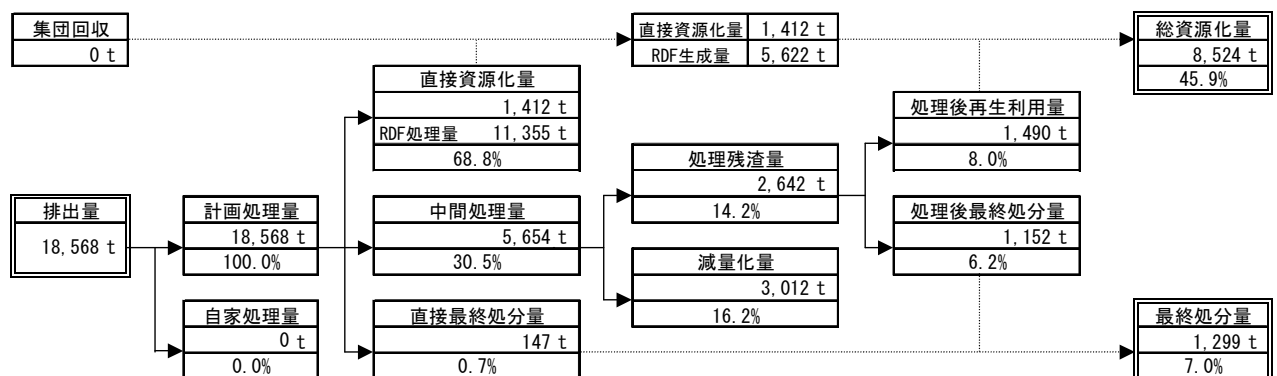 集団回収
0 t
直接資源化量 1,412 t
RDF生成量 5,622 t
総資源化量
8,524 t
45.9%
直接資源化量
1,412 t
RDF処理量 11,355 t
68.8%
処理後再生利用量
1,490 t
8.0%
処理残渣量
2,642 t
14.2%
排出量
18,568 t
計画処理量
18,568 t
100.0%
中間処理量
5,654 t
30.5%
処理後最終処分量
1,152 t
6.2%
減量化量
3,012 t
16.2%
自家処理量
0 t
0.0%
直接最終処分量
147 t
0.7%
最終処分量
1,299 t
7.0%